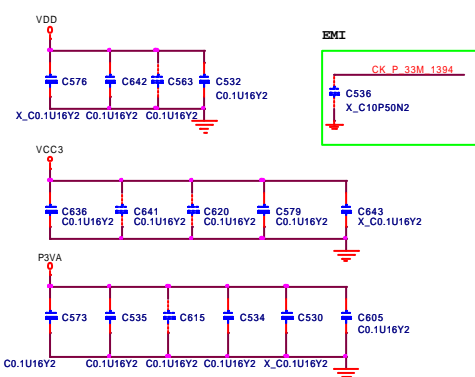 VDD
EMI
CK_P_33M_1394
C576 C642 C563 C532
C0.1U16Y2
C536
X_C10P50N2
X_C0.1U16Y2 C0.1U16Y2 C0.1U16Y2
VCC3
C636 C641 C620 C579 C643
C0.1U16Y2 C0.1U16Y2 C0.1U16Y2 C0.1U16Y2 X_C0.1U16Y2
P3VA
C573 C535 C615 C534 C530 C605
C0.1U16Y2
C0.1U16Y2 C0.1U16Y2 C0.1U16Y2 C0.1U16Y2 X_C0.1U16Y2